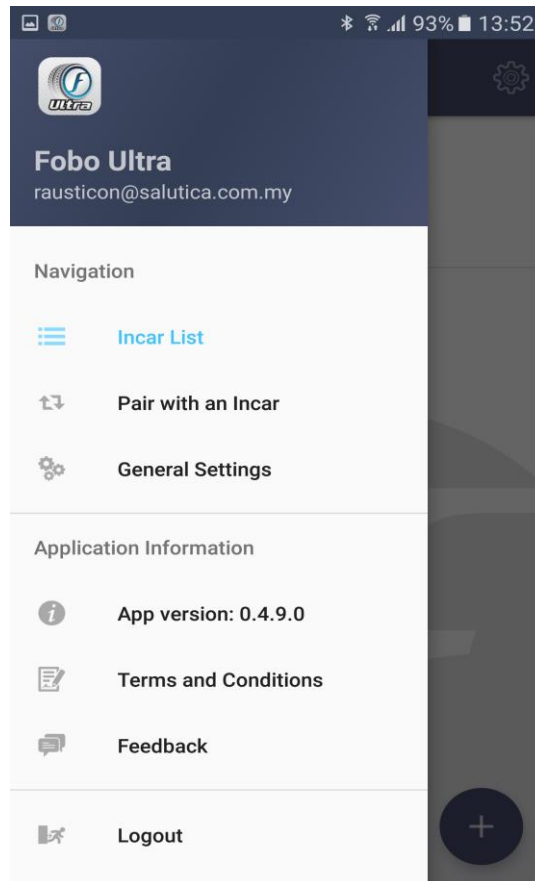 93% 13:52
F
Ultra
Fobo Ultra
rausticon@salutica.com.my
Navigation
Incar List
Pair with an Incar
General Settings
Application Information
App version: 0.4.9.0
Terms and Conditions
Feedback
Logout